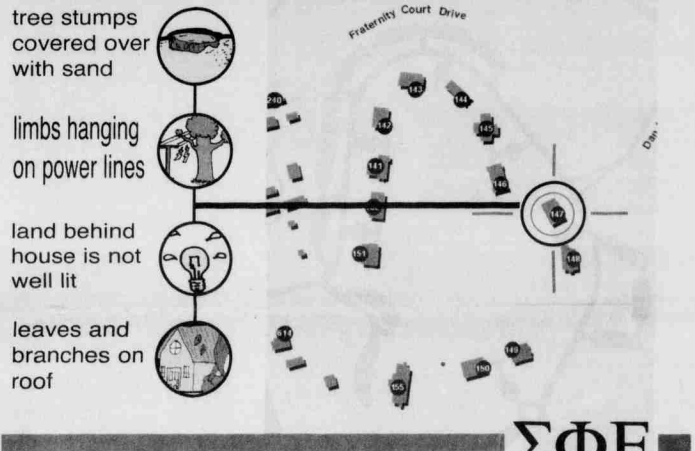 tree stumps
covered over
with sand
limbs hanging
on power lines
land behind
house is not
well lit
leaves and
branches on
roof
Fraternity Court Drive
240
143
144
142
145
141
146
147
151
148
149
150
155
ΣΦΕ